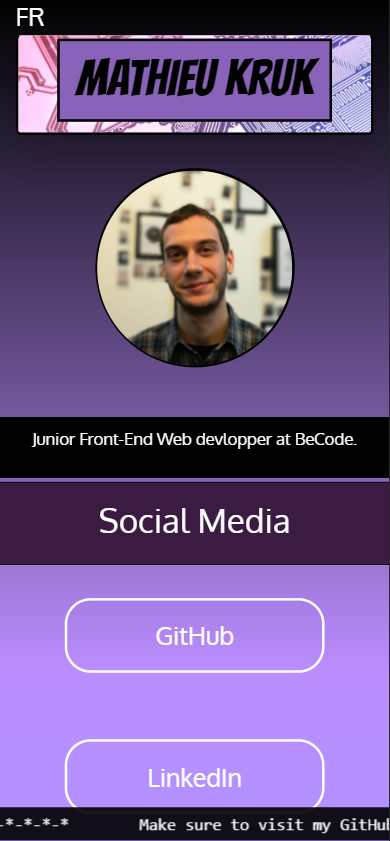 FR
MATHIEU KRUK
Junior Front-End Web devlopper at BeCode.
Social Media
GitHub
LinkedIn
-*-*-*-* Make sure to visit my GitHub